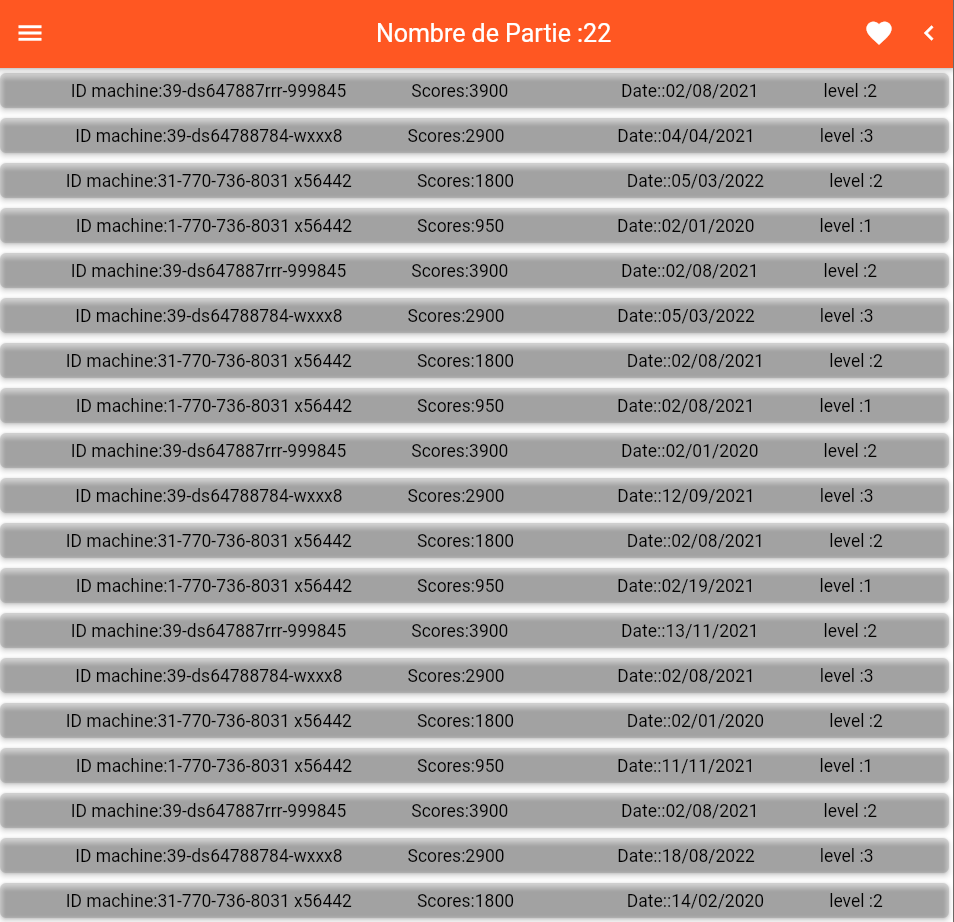 Nombre de Partie :22
ID machine:39-ds647887rrr-999845 Scores:3900 Date::02/08/2021 level :2
ID machine:39-ds64788784-wxxx8 Scores:2900 Date::04/04/2021 level :3
ID machine:31-770-736-8031 x56442 Scores:1800 Date::05/03/2022 level :2
ID machine:1-770-736-8031 x56442 Scores:950 Date::02/01/2020 level :1
ID machine:39-ds647887rrr-999845 Scores:3900 Date::02/08/2021 level :2
ID machine:39-ds64788784-wxxx8 Scores:2900 Date::05/03/2022 level :3
ID machine:31-770-736-8031 x56442 Scores:1800 Date::02/08/2021 level :2
ID machine:1-770-736-8031 x56442 Scores:950 Date::02/08/2021 level :1
ID machine:39-ds647887rrr-999845 Scores:3900 Date::02/01/2020 level :2
ID machine:39-ds64788784-wxxx8 Scores:2900 Date::12/09/2021 level :3
ID machine:31-770-736-8031 x56442 Scores:1800 Date::02/08/2021 level :2
ID machine:1-770-736-8031 x56442 Scores:950 Date::02/19/2021 level :1
ID machine:39-ds647887rrr-999845 Scores:3900 Date::13/11/2021 level :2
ID machine:39-ds64788784-wxxx8 Scores:2900 Date::02/08/2021 level :3
ID machine:31-770-736-8031 x56442 Scores:1800 Date::02/01/2020 level :2
ID machine:1-770-736-8031 x56442 Scores:950 Date::11/11/2021 level :1
ID machine:39-ds647887rrr-999845 Scores:3900 Date::02/08/2021 level :2
ID machine:39-ds64788784-wxxx8 Scores:2900 Date::18/08/2022 level :3
ID machine:31-770-736-8031 x56442 Scores:1800 Date::14/02/2020 level :2